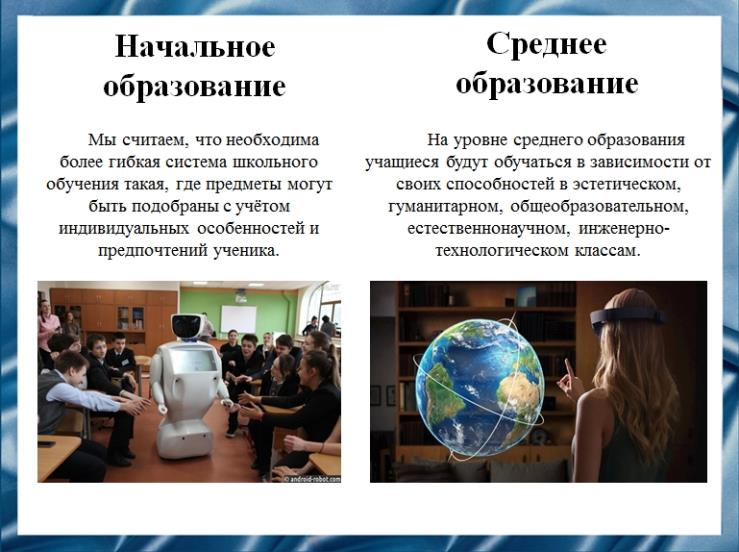 Начальное
образование
Мы считаем, что необходима
более гибкая система школьного
обучения такая, где предметы могут
быть подобраны с учётом
индивидуальных особенностей и
предпочтений ученика.
Среднее
образование
На уровне среднего образования
учащиеся будут обучаться в зависимости от
своих способностей в эстетическом,
гуманитарном, общеобразовательном,
естественнонаучном, инженерно-
технологическом классам.
© android-robot.com